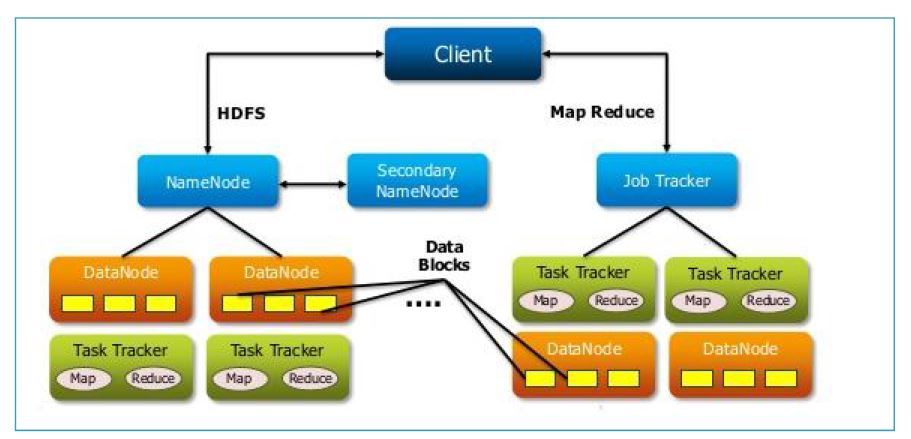 Client
HDFS
Map Reduce
NameNode
Secondary
NameNode
Job Tracker
Data
Blocks
DataNode
DataNode
....
Task Tracker
Map
Reduce
Task Tracker
Map
Reduce
Task Tracker
Map
Reduce
Task Tracker
Map
Reduce
DataNode
DataNode